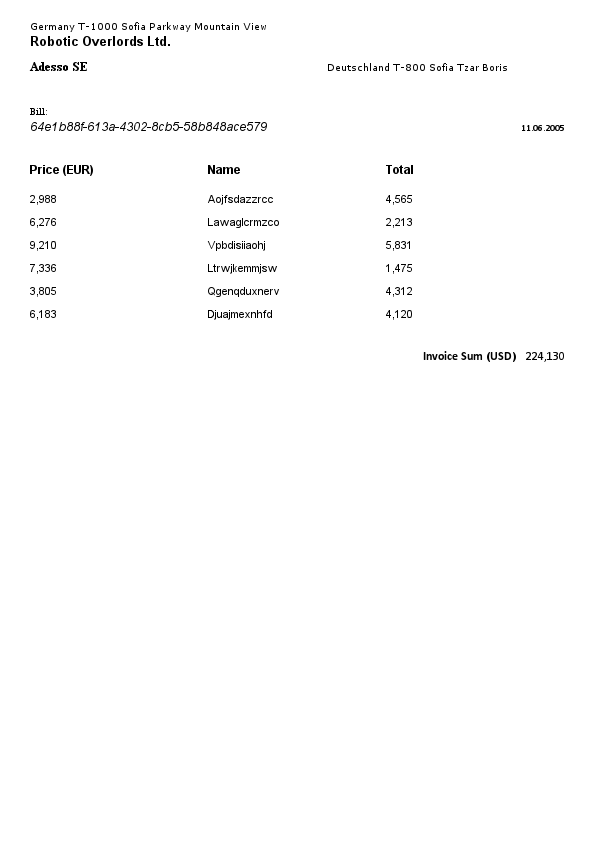 Germany T-1000 Sofia Parkway Mountain View
Robotic Overlords Ltd.
Adesso SE Deutschland T-800 Sofia Tzar Boris
Bill:
64e1b88f-613a-4302-8cb5-58b848ace579 11.06.2005
Price (EUR) Name Total
2,988 Aojfsdazzrcc 4,565
6,276 Lawaglcrmzco 2,213
9,210 Vpbdisiiaohj 5,831
7,336 Ltrwjkemmjsw 1,475
3,805 Qgenqduxnerv 4,312
6,183 Djuajmexnhfd 4,120
Invoice Sum (USD) 224,130